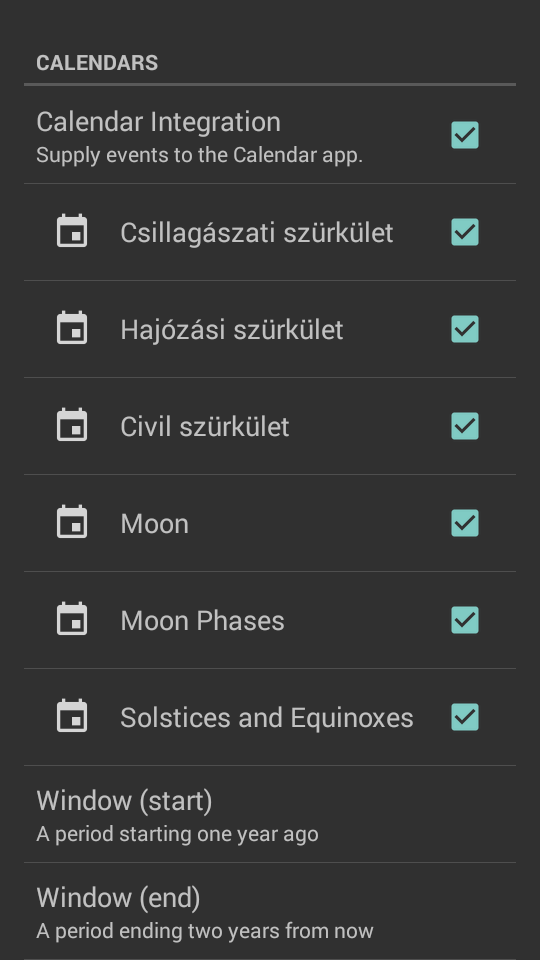 CALENDARS
Calendar Integration
Supply events to the Calendar app.
Csillagászati szürkület
Hajózási szürkület
Civil szürkület
Moon
Moon Phases
Solstices and Equinoxes
Window (start)
A period starting one year ago
Window (end)
A period ending two years from now